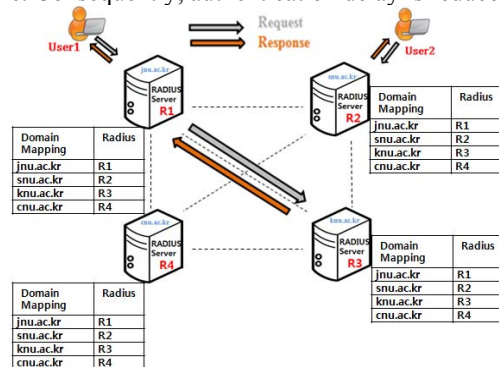 Request
Response
User1
User2
jnu.ac.kr
RADIUS
Server
R1
snu.ac.kr
RADIUS
Server
R2
Domain Mapping Radius
jnu.ac.kr R1
snu.ac.kr R2
knu.ac.kr R3
cnu.ac.kr R4
Domain Mapping Radius
jnu.ac.kr R1
snu.ac.kr R2
knu.ac.kr R3
cnu.ac.kr R4
cnu.ac.kr
RADIUS
Server
R4
knu.ac.kr
RADIUS
Server
R3
Domain Mapping Radius
jnu.ac.kr R1
snu.ac.kr R2
knu.ac.kr R3
cnu.ac.kr R4
Domain Mapping Radius
jnu.ac.kr R1
snu.ac.kr R2
knu.ac.kr R3
cnu.ac.kr R4